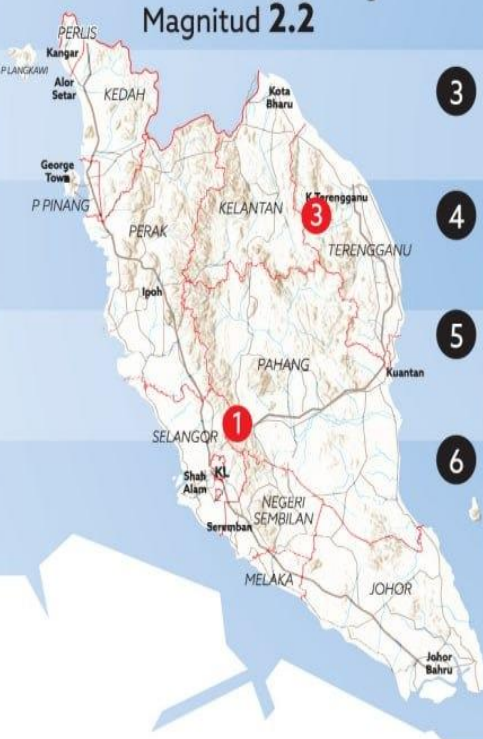 Magnitud 2.2
PERLIS
Kangar
P LANGKAWI
Alor
Setar
KEDAH
Kota
Bharu
3
George
Town
P PINANG
PERAK
KELANTAN
K Terengganu
3
TERENGGANU
4
Ipoh
5
PAHANG
Kuantan
1
SELANGOR
6
Shah
Alam
KL
NEGERI
SEMBILAN
Seremban
MELAKA
JOHOR
Johor
Bahru